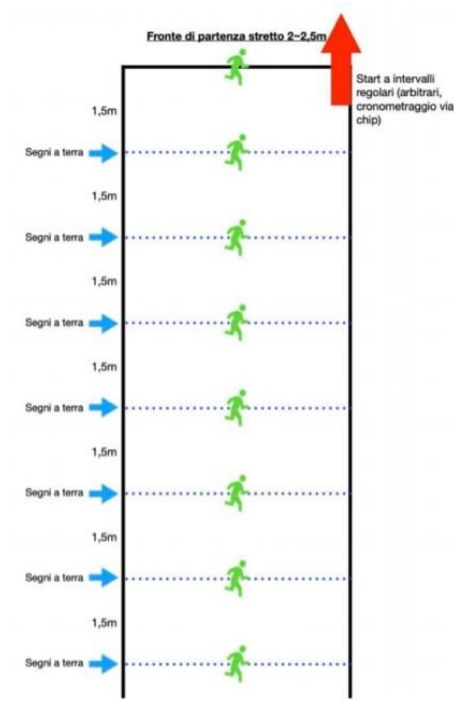 Fronte di partenza stretto 2~2,5m
Start a intervalli
regolari (arbitrari,
cronometraggio via
chip)
1,5m
Segni a terra
1,5m
Segni a terra
1,5m
Segni a terra
1,5m
Segni a terra
1,5m
Segni a terra
1,5m
Segni a terra
1,5m
Segni a terra